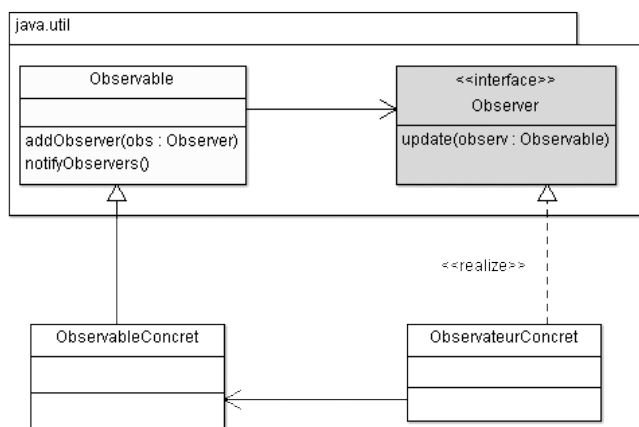 java.util
Observable
addObserver(obs : Observer)
notifyObservers()
<<interface>>
Observer
update(observ : Observable)
<<realize>>
ObservableConcret
ObservateurConcret